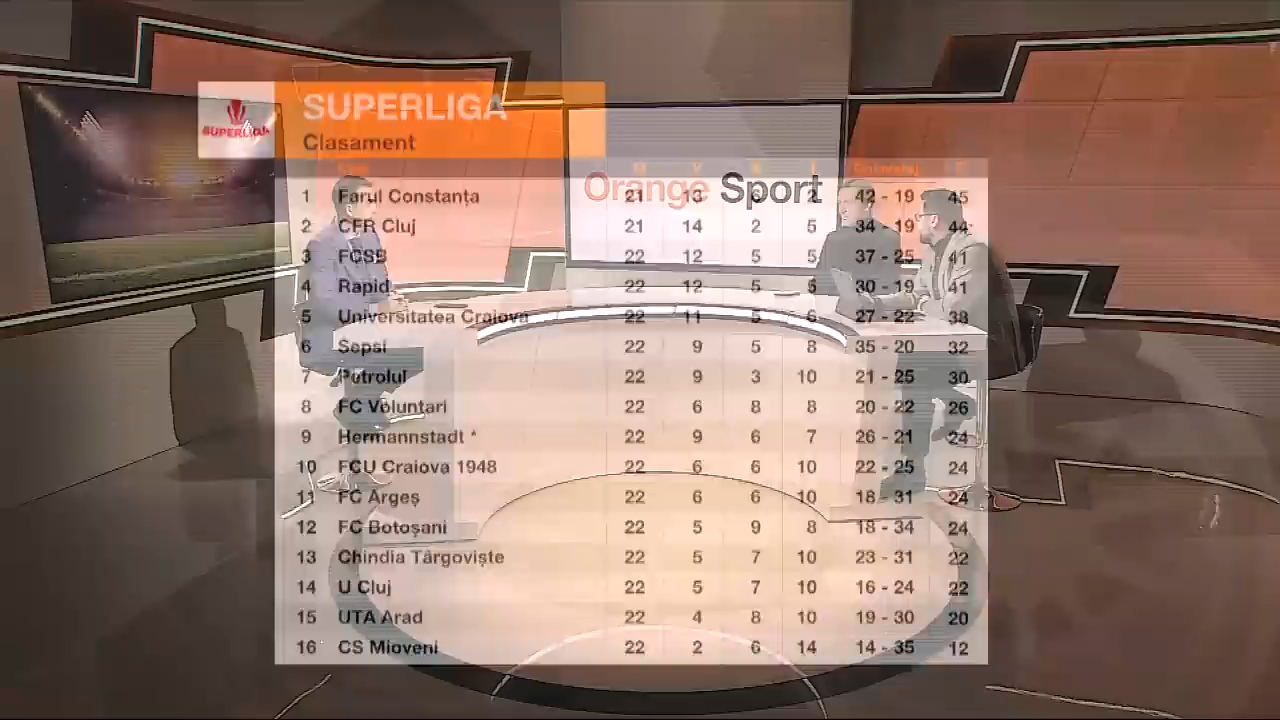 SUPERLIGA
SUPERLIGA
Clasament
Orange Sport
1 Farul Constanța 21 13 6 2 42 - 19 45
2 CFR Cluj 21 14 2 5 34 - 19 44
3 FCSB 22 12 5 5 37 - 25 41
4 Rapid 22 12 5 5 30 - 19 41
5 Universitatea Craiova 22 11 5 6 27 - 22 38
6 Sepsi 22 9 5 8 35 - 20 32
7 Petrolul 22 9 3 10 21 - 25 30
8 FC Voluntari 22 6 8 8 20 - 22 26
9 Hermannstadt * 22 9 6 7 26 - 21 24
10 FCU Craiova 1948 22 6 6 10 22 - 25 24
11 FC Argeș 22 6 6 10 18 - 31 24
12 FC Botoșani 22 5 9 8 18 - 34 24
13 Chindia Târgoviște 22 5 7 10 23 - 31 22
14 U Cluj 22 5 7 10 16 - 24 22
15 UTA Arad 22 4 8 10 19 - 30 20
16 CS Mioveni 22 2 6 14 14 - 35 12